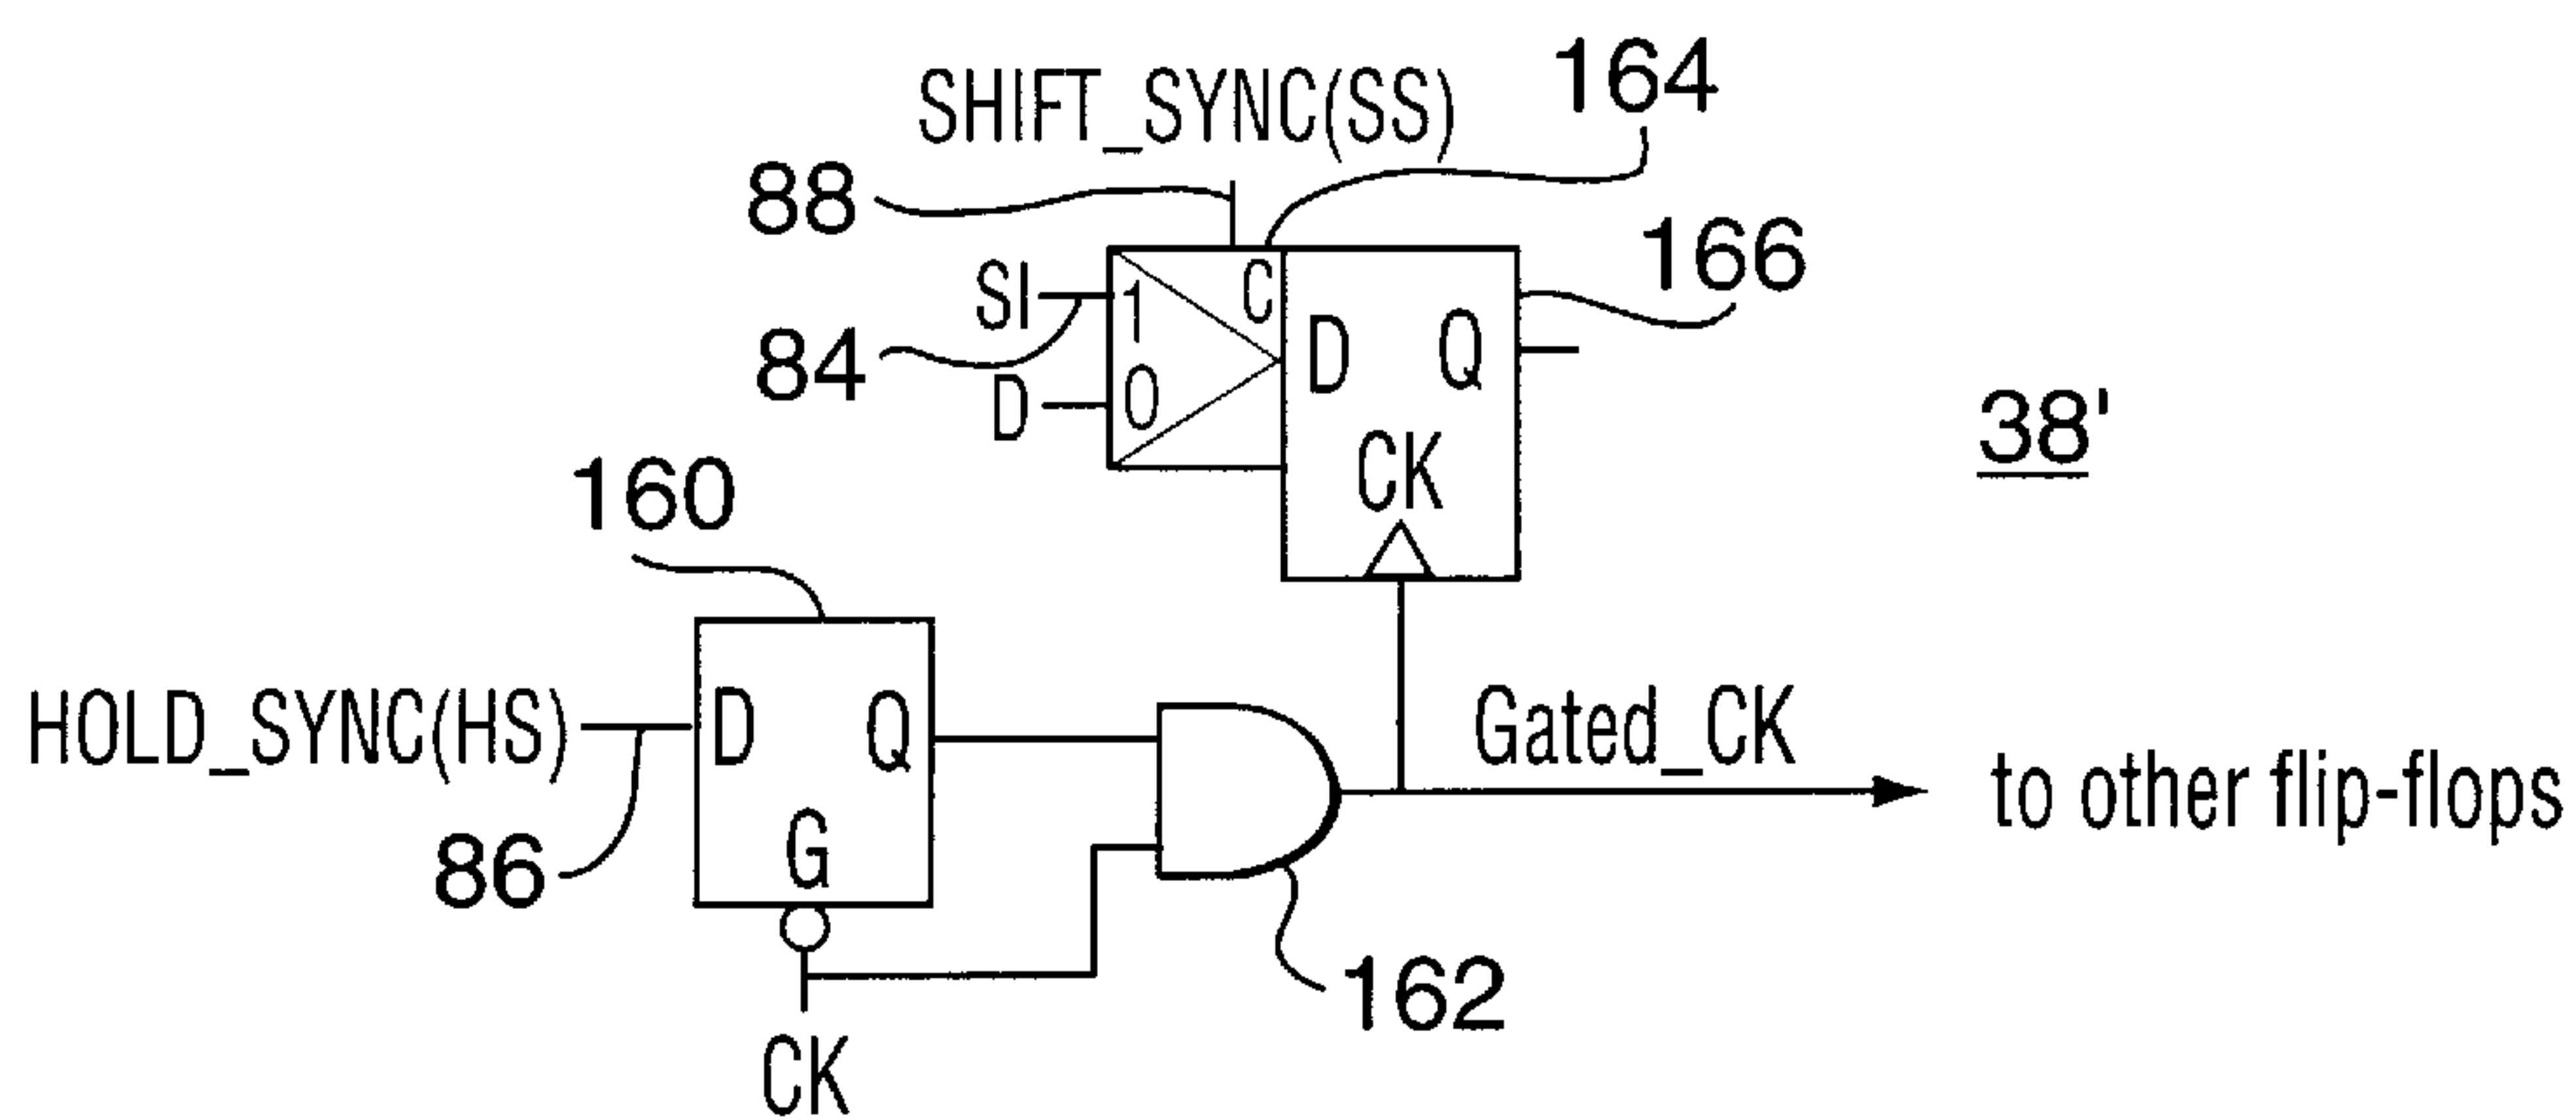 SHIFT_SYNC(SS)
164
88
166
SI
1
C
84
D
0
D
Q
CK
38'
160
HOLD_SYNC(HS)
D
Q
86
G
Gated_CK
to other flip-flops
162
CK